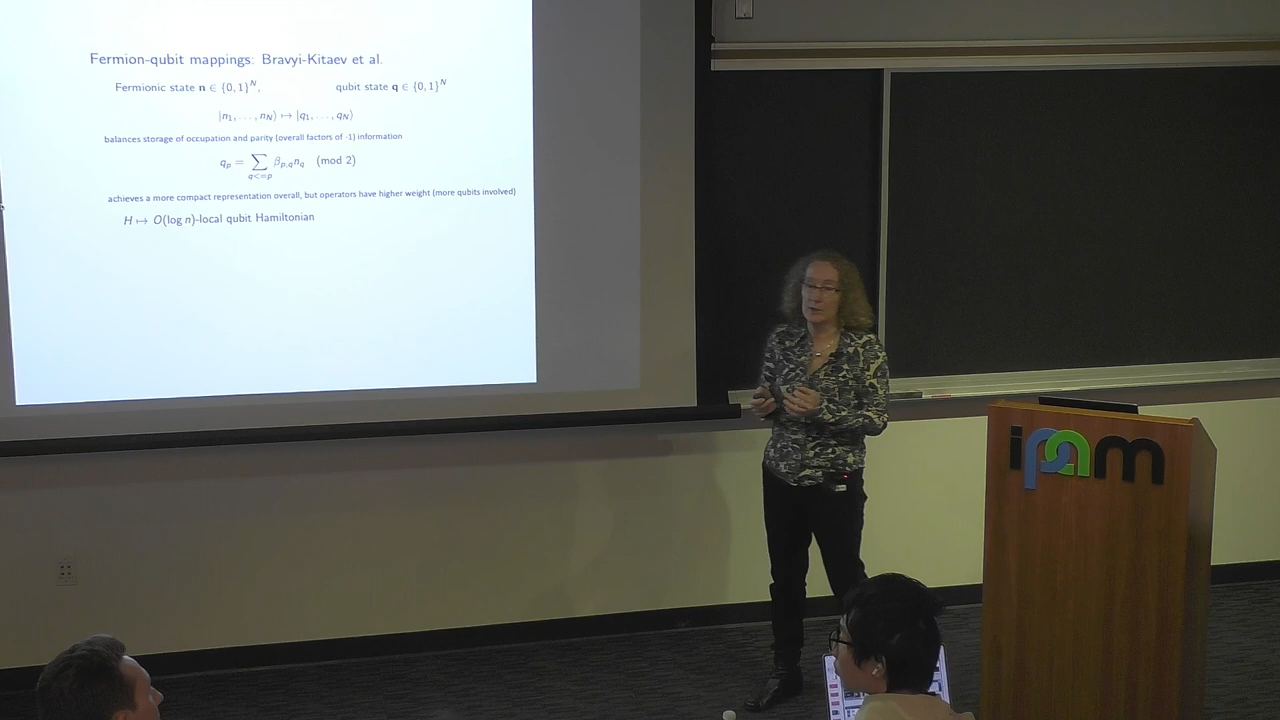 Fermion-qubit mappings: Bravyi-Kitaev et al.
Fermionic state n ∈ {0,1}^N, qubit state q ∈ {0,1}^N
|n_1, . . . , n_N⟩ ↦ |q_1, . . . , q_N⟩
balances storage of occupation and parity (overall factors of -1) information
q_p = ∑_{q<=p} β_{p,q} n_q (mod 2)
achieves a more compact representation overall, but operators have higher weight (more qubits involved)
H ↦ O(log n)-local qubit Hamiltonian
ipam